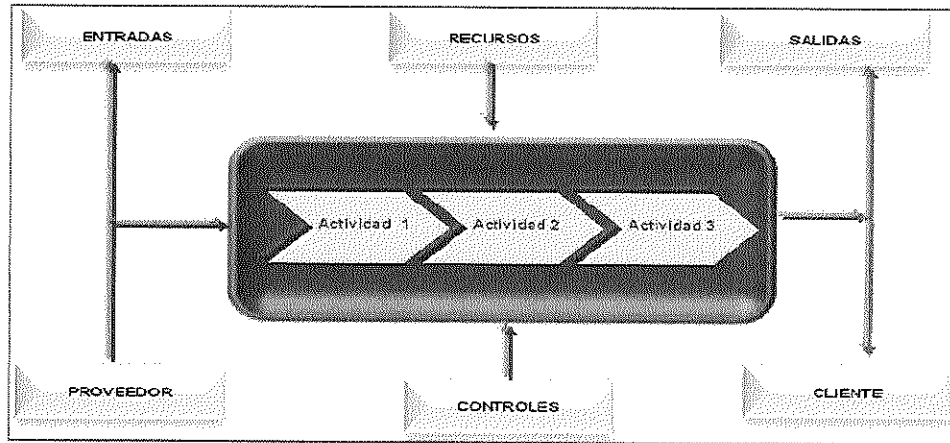 ENTRADAS
RECURSOS
SALIDAS
Actividad 1
Actividad 2
Actividad 3
PROVEEDOR
CONTROLES
CLIENTE